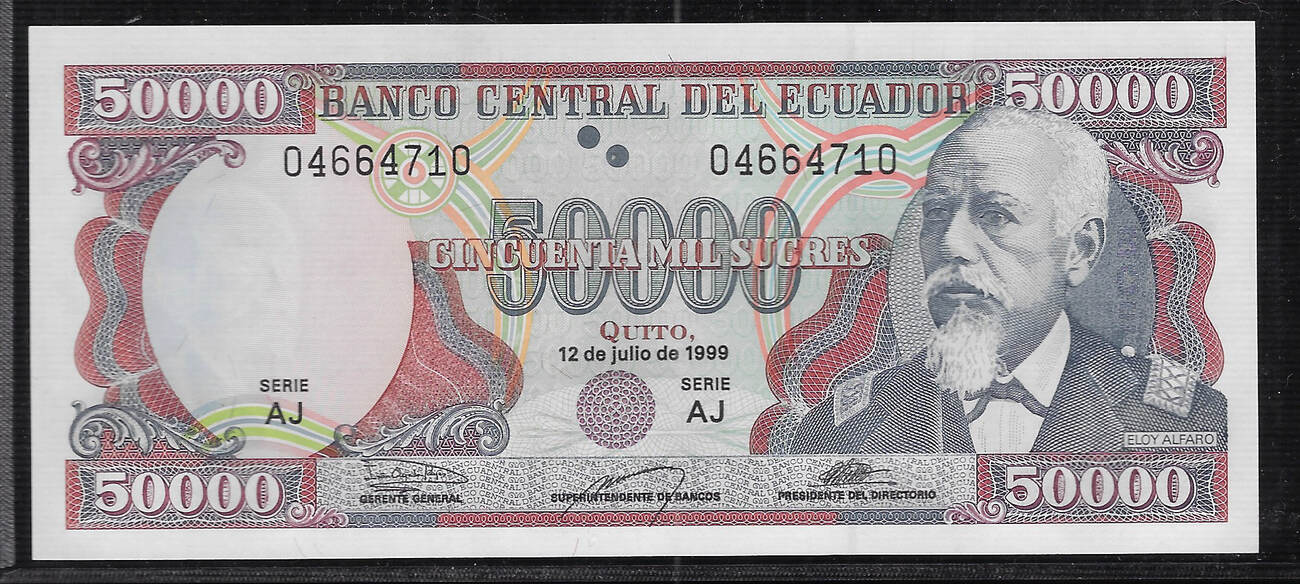 50000
BANCO CENTRAL DEL ECUADOR
50000
04664710
04664710
50000
CINCUENTA MIL SUCRES
QUITO,
12 de julio de 1999
SERIE
AJ
SERIE
AJ
ELOY ALFARO
50000
GERENTE GENERAL
SUPERINTENDENTE DE BANCOS
PRESIDENTE DEL DIRECTORIO
50000